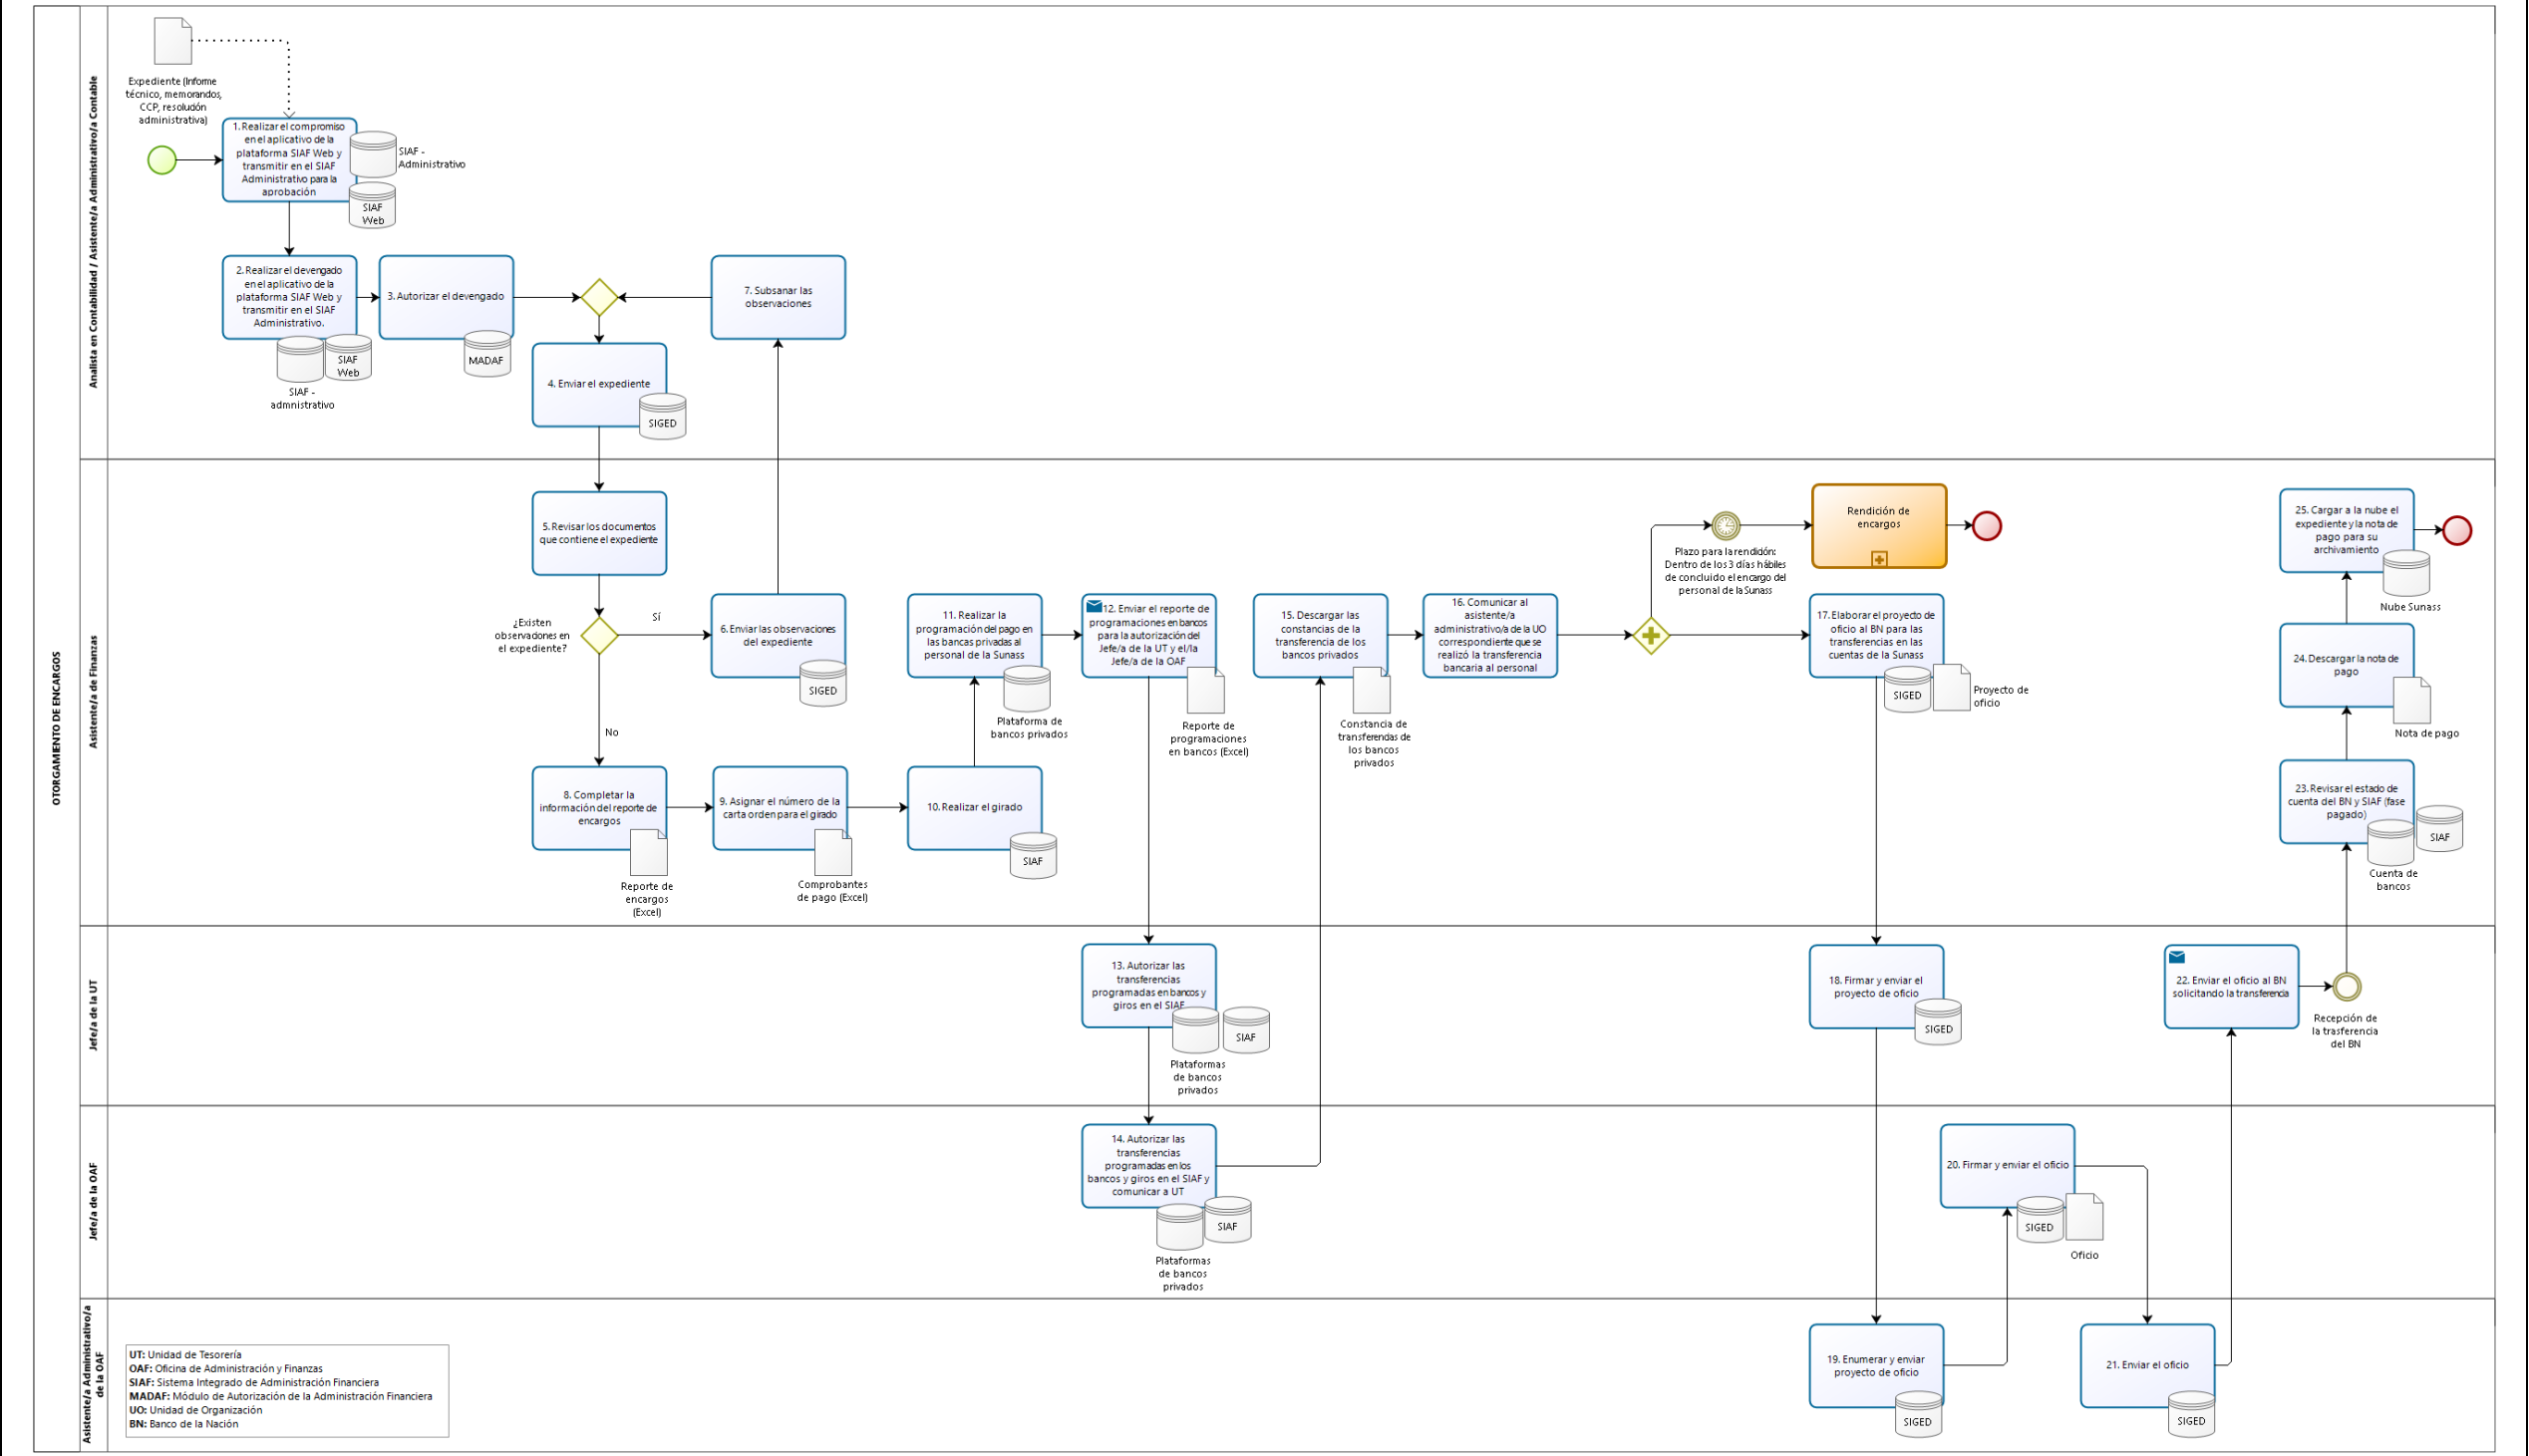 OTORGAMIENTO DE ENCARGOS
Analista en Contabilidad / Asistente/a Administrativo/a Contable
Expediente (Informe
técnico, memorandos,
CCP, resolución
administrativa)
1. Realizar el compromiso
en el aplicativo de la
plataforma SIAF Web y
transmitir en el SIAF
Administrativo para la
aprobación
SIAF -
Administrativo
SIAF
Web
2. Realizar el devengado
en el aplicativo de la
plataforma SIAF Web y
transmitir en el SIAF
Administrativo.
SIAF
Web
SIAF -
admnistrativo
3. Autorizar el devengado
MADAF
7. Subsanar las
observaciones
4. Enviar el expediente
SIGED
Asistente/a de Finanzas
5. Revisar los documentos
que contiene el expediente
¿Existen
observaciones en
el expediente?
Sí
No
6. Enviar las observaciones
del expediente
SIGED
8. Completar la
información del reporte de
encargos
Reporte de
encargos
(Excel)
9. Asignar el número de la
carta orden para el girado
Comprobantes
de pago (Excel)
10. Realizar el girado
SIAF
11. Realizar la
programación del pago en
las bancas privadas al
personal de la Sunass
Plataforma de
bancos privados
12. Enviar el reporte de
programaciones en bancos
para la autorización del
Jefe/a de la UT y el/la
Jefe/a de la OAF
Reporte de
programaciones
en bancos (Excel)
15. Descargar las
constancias de la
transferencia de los
bancos privados
Constancia de
transferencias de
los bancos
privados
16. Comunicar al
asistente/a
administrativo/a de la UO
correspondiente que se
realizó la transferencia
bancaria al personal
Plazo para la rendición:
Dentro de los 3 días hábiles
de concluido el encargo del
personal de la Sunass
Rendición de
encargos
17. Elaborar el proyecto de
oficio al BN para las
transferencias en las
cuentas de la Sunass
SIGED
Proyecto de
oficio
25. Cargar a la nube el
expediente y la nota de
pago para su
archivamiento
Nube Sunass
24. Descargar la nota de
pago
Nota de pago
23. Revisar el estado de
cuenta del BN y SIAF (fase
pagado)
SIAF
Cuenta de
bancos
Jefe/a de la UT
13. Autorizar las
transferencias
programadas en bancos y
giros en el SIAF
SIAF
Plataformas
de bancos
privados
18. Firmar y enviar el
proyecto de oficio
SIGED
22. Enviar el oficio al BN
solicitando la transferencia
Recepción de
la trasferencia
del BN
Jefe/a de la OAF
14. Autorizar las
transferencias
programadas en los
bancos y giros en el SIAF y
comunicar a UT
SIAF
Plataformas
de bancos
privados
20. Firmar y enviar el oficio
SIGED
Oficio
Asistente/a Administrativo/a
de la OAF
UT: Unidad de Tesorería
OAF: Oficina de Administración y Finanzas
SIAF: Sistema Integrado de Administración Financiera
MADAF: Módulo de Autorización de la Administración Financiera
UO: Unidad de Organización
BN: Banco de la Nación
19. Enumerar y enviar
proyecto de oficio
SIGED
21. Enviar el oficio
SIGED